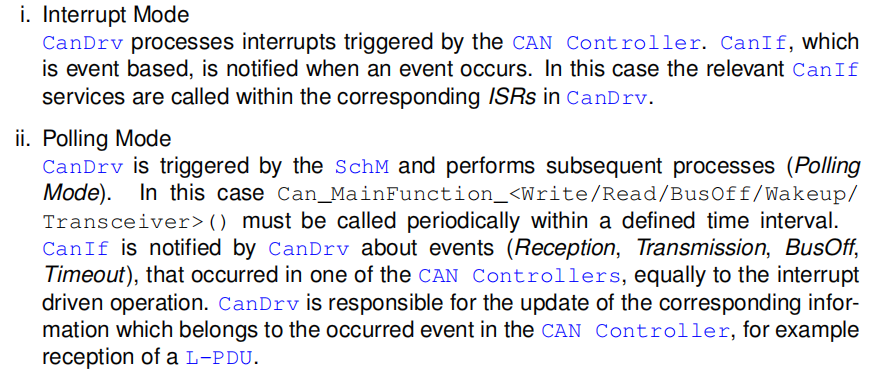 i. Interrupt Mode
CanDrv processes interrupts triggered by the CAN Controller. CanIf, which
is event based, is notified when an event occurs. In this case the relevant CanIf
services are called within the corresponding ISRs in CanDrv.
ii. Polling Mode
CanDrv is triggered by the SchM and performs subsequent processes (Polling
Mode). In this case Can_MainFunction_<Write/Read/BusOff/Wakeup/
Transceiver>() must be called periodically within a defined time interval.
CanIf is notified by CanDrv about events (Reception, Transmission, BusOff,
Timeout), that occurred in one of the CAN Controllers, equally to the interrupt
driven operation. CanDrv is responsible for the update of the corresponding infor-
mation which belongs to the occurred event in the CAN Controller, for example
reception of a L-PDU.